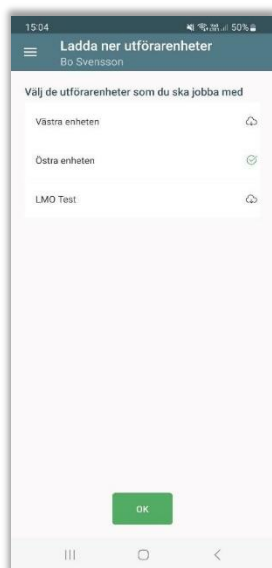 15:04
50%
Ladda ner utförarenheter
Bo Svensson
Välj de utförarenheter som du ska jobba med
Västra enheten
Östra enheten
LMO Test
OK